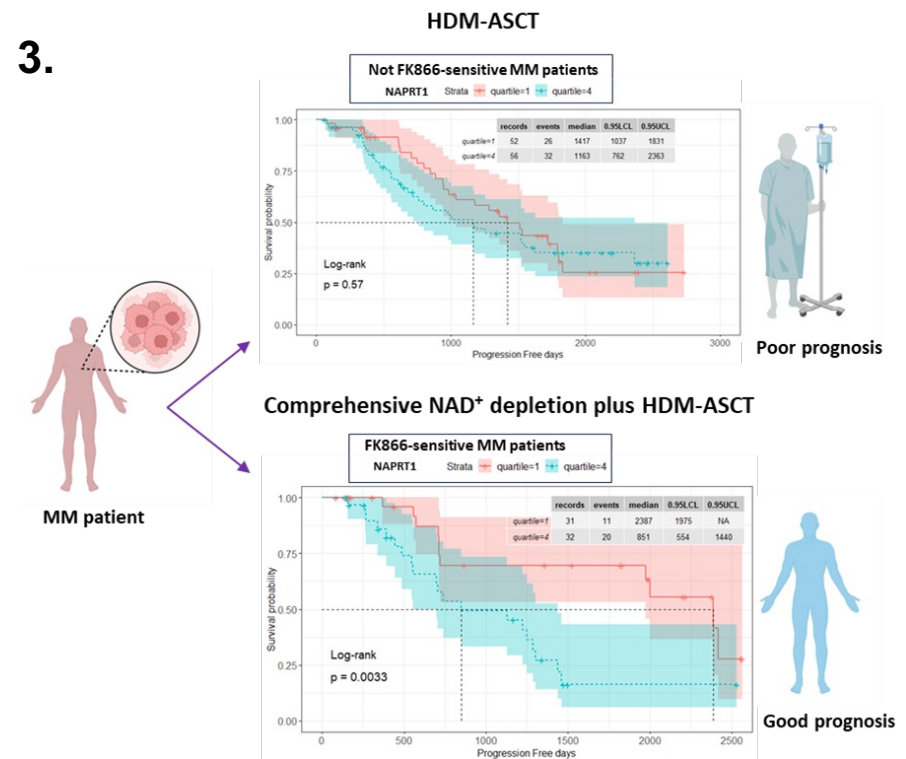 3.
HDM-ASCT
Not FK866-sensitive MM patients
NAPRT1 Strata quartile=1 quartile=4
records events median 0.95LCL 0.95UCL
quartile=1 52 26 1417 1037 1831
quartile=4 56 32 1163 762 2363
1.00
0.75
0.50
0.25
0.00
Survival probability
Log-rank
p = 0.57
0 1000 2000 3000
Progression Free days
Poor prognosis
MM patient
Comprehensive NAD⁺ depletion plus HDM-ASCT
FK866-sensitive MM patients
NAPRT1 Strata quartile=1 quartile=4
records events median 0.95LCL 0.95UCL
quartile=1 31 11 2387 1975 NA
quartile=4 32 20 851 554 1440
1.00
0.75
0.50
0.25
0.00
Survival probability
Log-rank
p = 0.0033
0 500 1000 1500 2000 2500
Progression Free days
Good prognosis